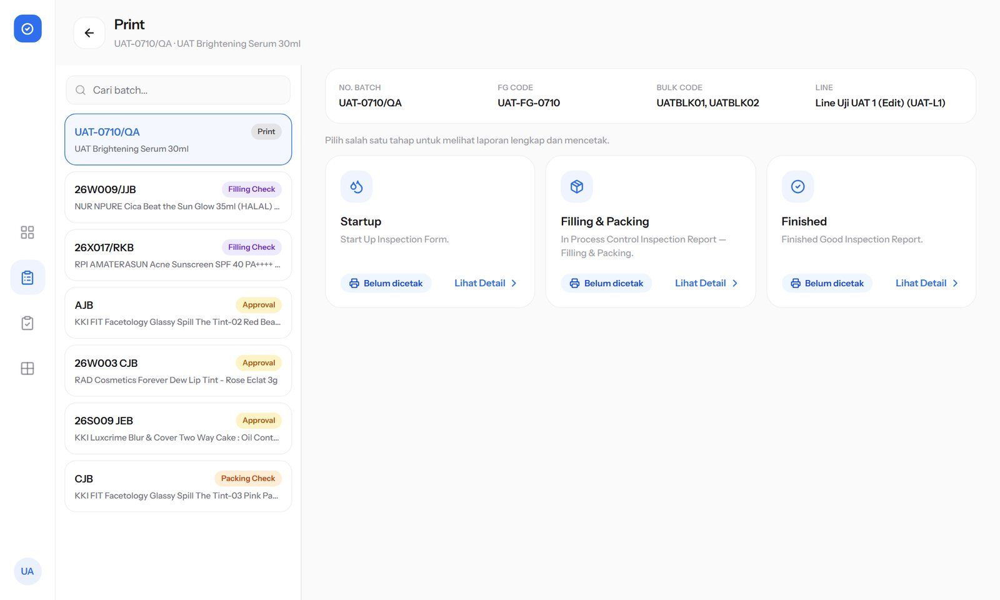 Print
UAT-0710/QA · UAT Brightening Serum 30ml
Cari batch...
UAT-0710/QA
Print
UAT Brightening Serum 30ml
26W009/JJB
Filling Check
NUR NPURE Cica Beat the Sun Glow 35ml (HALAL) ...
26X017/RKB
Filling Check
RPI AMATERASUN Acne Sunscreen SPF 40 PA++++ ...
AJB
Approval
KKI FIT Facetology Glassy Spill The Tint-02 Red Bea...
26W003 CJB
Approval
RAD Cosmetics Forever Dew Lip Tint - Rose Eclat 3g
26S009 JEB
Approval
KKI Luxcrime Blur & Cover Two Way Cake : Oil Cont...
CJB
Packing Check
KKI FIT Facetology Glassy Spill The Tint-03 Pink Pa...
UA
NO. BATCH
UAT-0710/QA
FG CODE
UAT-FG-0710
BULK CODE
UATBLK01, UATBLK02
LINE
Line Uji UAT 1 (Edit) (UAT-L1)
Pilih salah satu tahap untuk melihat laporan lengkap dan mencetak.
Startup
Start Up Inspection Form.
Belum dicetak
Lihat Detail
Filling & Packing
In Process Control Inspection Report —
Filling & Packing.
Belum dicetak
Lihat Detail
Finished
Finished Good Inspection Report.
Belum dicetak
Lihat Detail